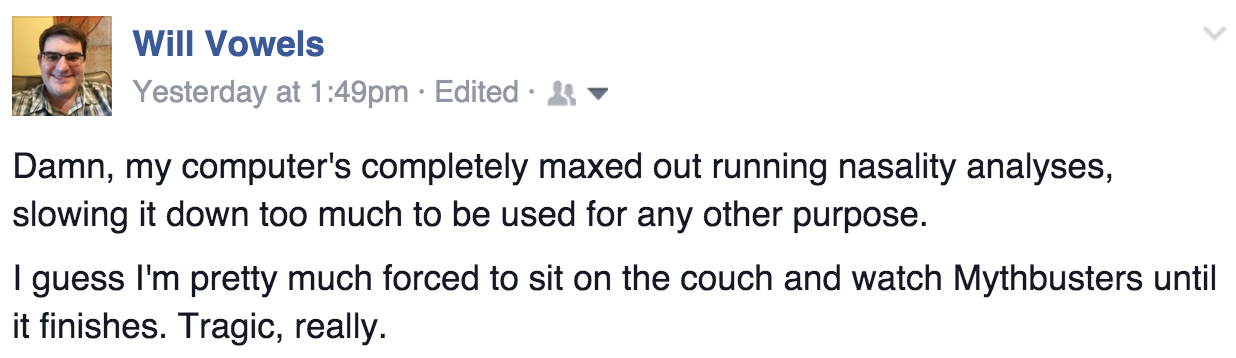 Will Vowels
Yesterday at 1:49pm · Edited ·
Damn, my computer's completely maxed out running nasality analyses,
slowing it down too much to be used for any other purpose.
I guess I'm pretty much forced to sit on the couch and watch Mythbusters until
it finishes. Tragic, really.